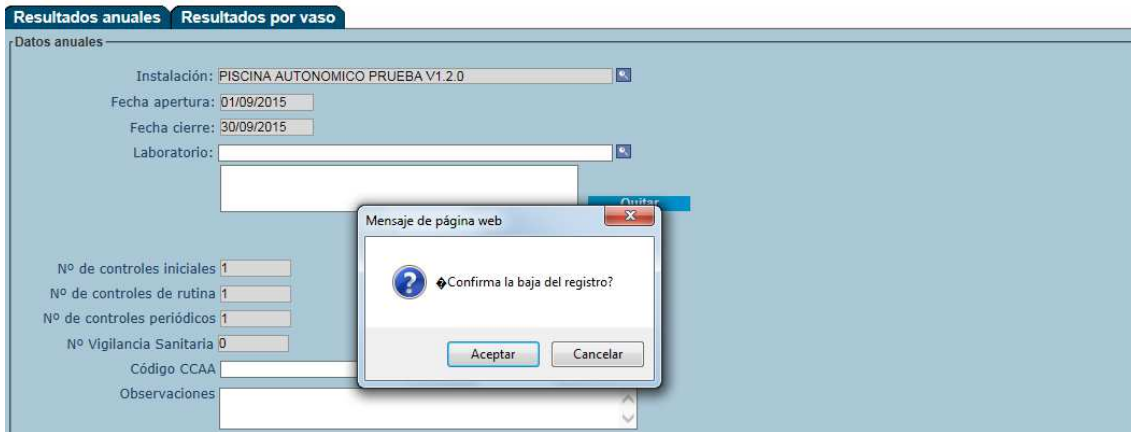 Resultados anuales Resultados por vaso
Datos anuales
Instalación: PISCINA AUTONOMICO PRUEBA V1.2.0
Fecha apertura: 01/09/2015
Fecha cierre: 30/09/2015
Laboratorio:
Quitar
Mensaje de página web
�Confirma la baja del registro?
Nº de controles iniciales 1
Nº de controles de rutina 1
Nº de controles periódicos 1
Nº Vigilancia Sanitaria 0
Aceptar Cancelar
Código CCAA
Observaciones